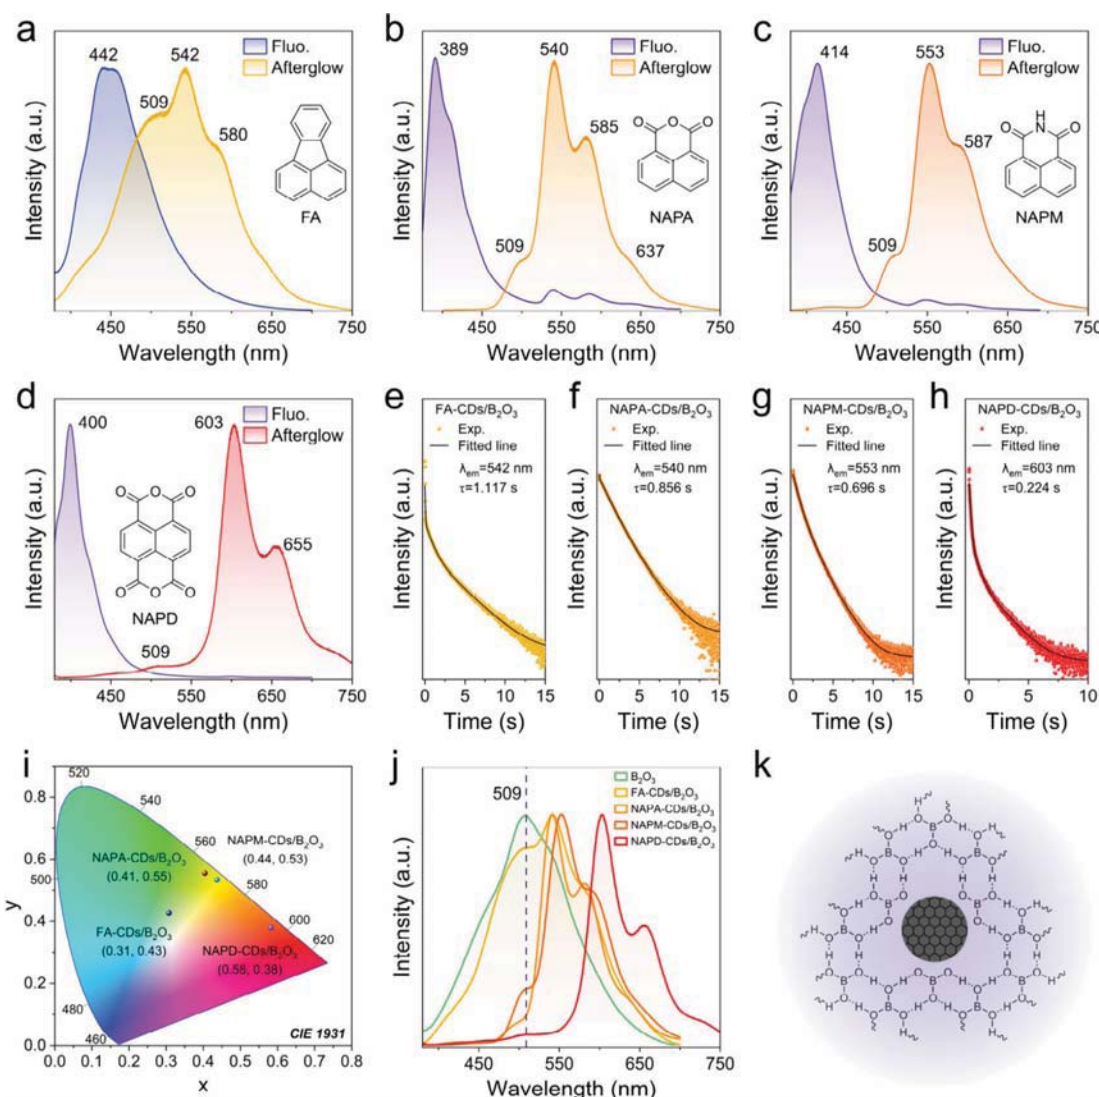 a
442
542
509
580
Fluo.
Afterglow
FA
Intensity (a.u.)
450
550
650
750
Wavelength (nm)
b
389
540
585
509
637
Fluo.
Afterglow
NAPA
O
O
O
Intensity (a.u.)
450
550
650
750
Wavelength (nm)
c
414
553
587
509
Fluo.
Afterglow
H
O
N
O
NAPM
Intensity (a.u.)
450
550
650
750
Wavelength (nm)
d
400
603
655
509
Fluo.
Afterglow
O
O
O
O
O
O
NAPD
Intensity (a.u.)
450
550
650
750
Wavelength (nm)
e
FA-CDs/B₂O₃
Exp.
Fitted line
λem=542 nm
τ=1.117 s
Intensity (a.u.)
0
5
10
15
Time (s)
f
NAPA-CDs/B₂O₃
Exp.
Fitted line
λem=540 nm
τ=0.856 s
Intensity (a.u.)
0
5
10
15
Time (s)
g
NAPM-CDs/B₂O₃
Exp.
Fitted line
λem=553 nm
τ=0.696 s
Intensity (a.u.)
0
5
10
15
Time (s)
h
NAPD-CDs/B₂O₃
Exp.
Fitted line
λem=603 nm
τ=0.224 s
Intensity (a.u.)
0
5
10
Time (s)
i
520
540
560
580
600
620
500
480
460
NAPM-CDs/B₂O₃
(0.44, 0.53)
NAPA-CDs/B₂O₃
(0.41, 0.55)
FA-CDs/B₂O₃
(0.31, 0.43)
NAPD-CDs/B₂O₃
(0.58, 0.38)
CIE 1931
y
0.8
0.6
0.4
0.2
0.0
0.0
0.1
0.2
0.3
0.4
0.5
0.6
0.7
0.8
x
j
509
B₂O₃
FA-CDs/B₂O₃
NAPA-CDs/B₂O₃
NAPM-CDs/B₂O₃
NAPD-CDs/B₂O₃
Intensity (a.u.)
450
550
650
750
Wavelength (nm)
k